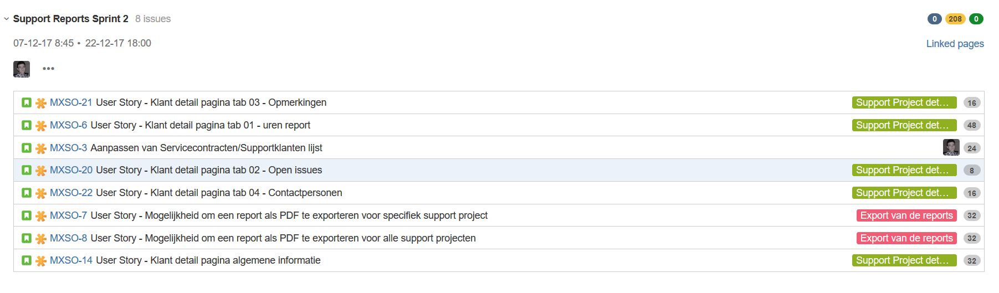 Support Reports Sprint 2 8 issues 0 208 0
07-12-17 8:45 • 22-12-17 18:00 Linked pages
MXSO-21 User Story - Klant detail pagina tab 03 - Opmerkingen Support Project det… 16
MXSO-6 User Story - Klant detail pagina tab 01 - uren report Support Project det… 48
MXSO-3 Aanpassen van Servicecontracten/Supportklanten lijst 24
MXSO-20 User Story - Klant detail pagina tab 02 - Open issues Support Project det… 8
MXSO-22 User Story - Klant detail pagina tab 04 - Contactpersonen Support Project det… 16
MXSO-7 User Story - Mogelijkheid om een report als PDF te exporteren voor specifiek support project Export van de reports 32
MXSO-8 User Story - Mogelijkheid om een report als PDF te exporteren voor alle support projecten Export van de reports 32
MXSO-14 User Story - Klant detail pagina algemene informatie Support Project det… 32